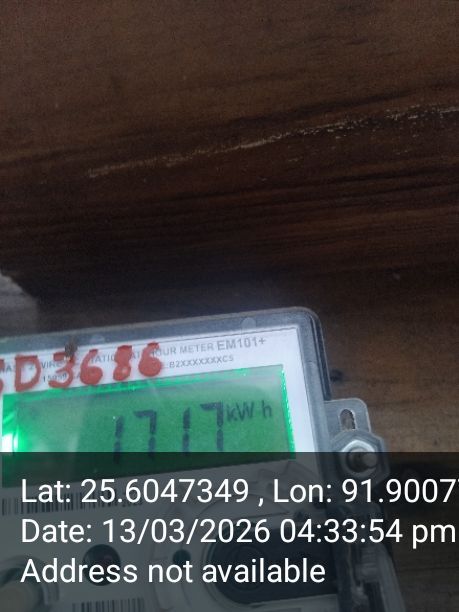 HOUR METER EM101+
D3686
1717 kWh
Lat: 25.6047349 , Lon: 91.9007
Date: 13/03/2026 04:33:54 pm
Address not available